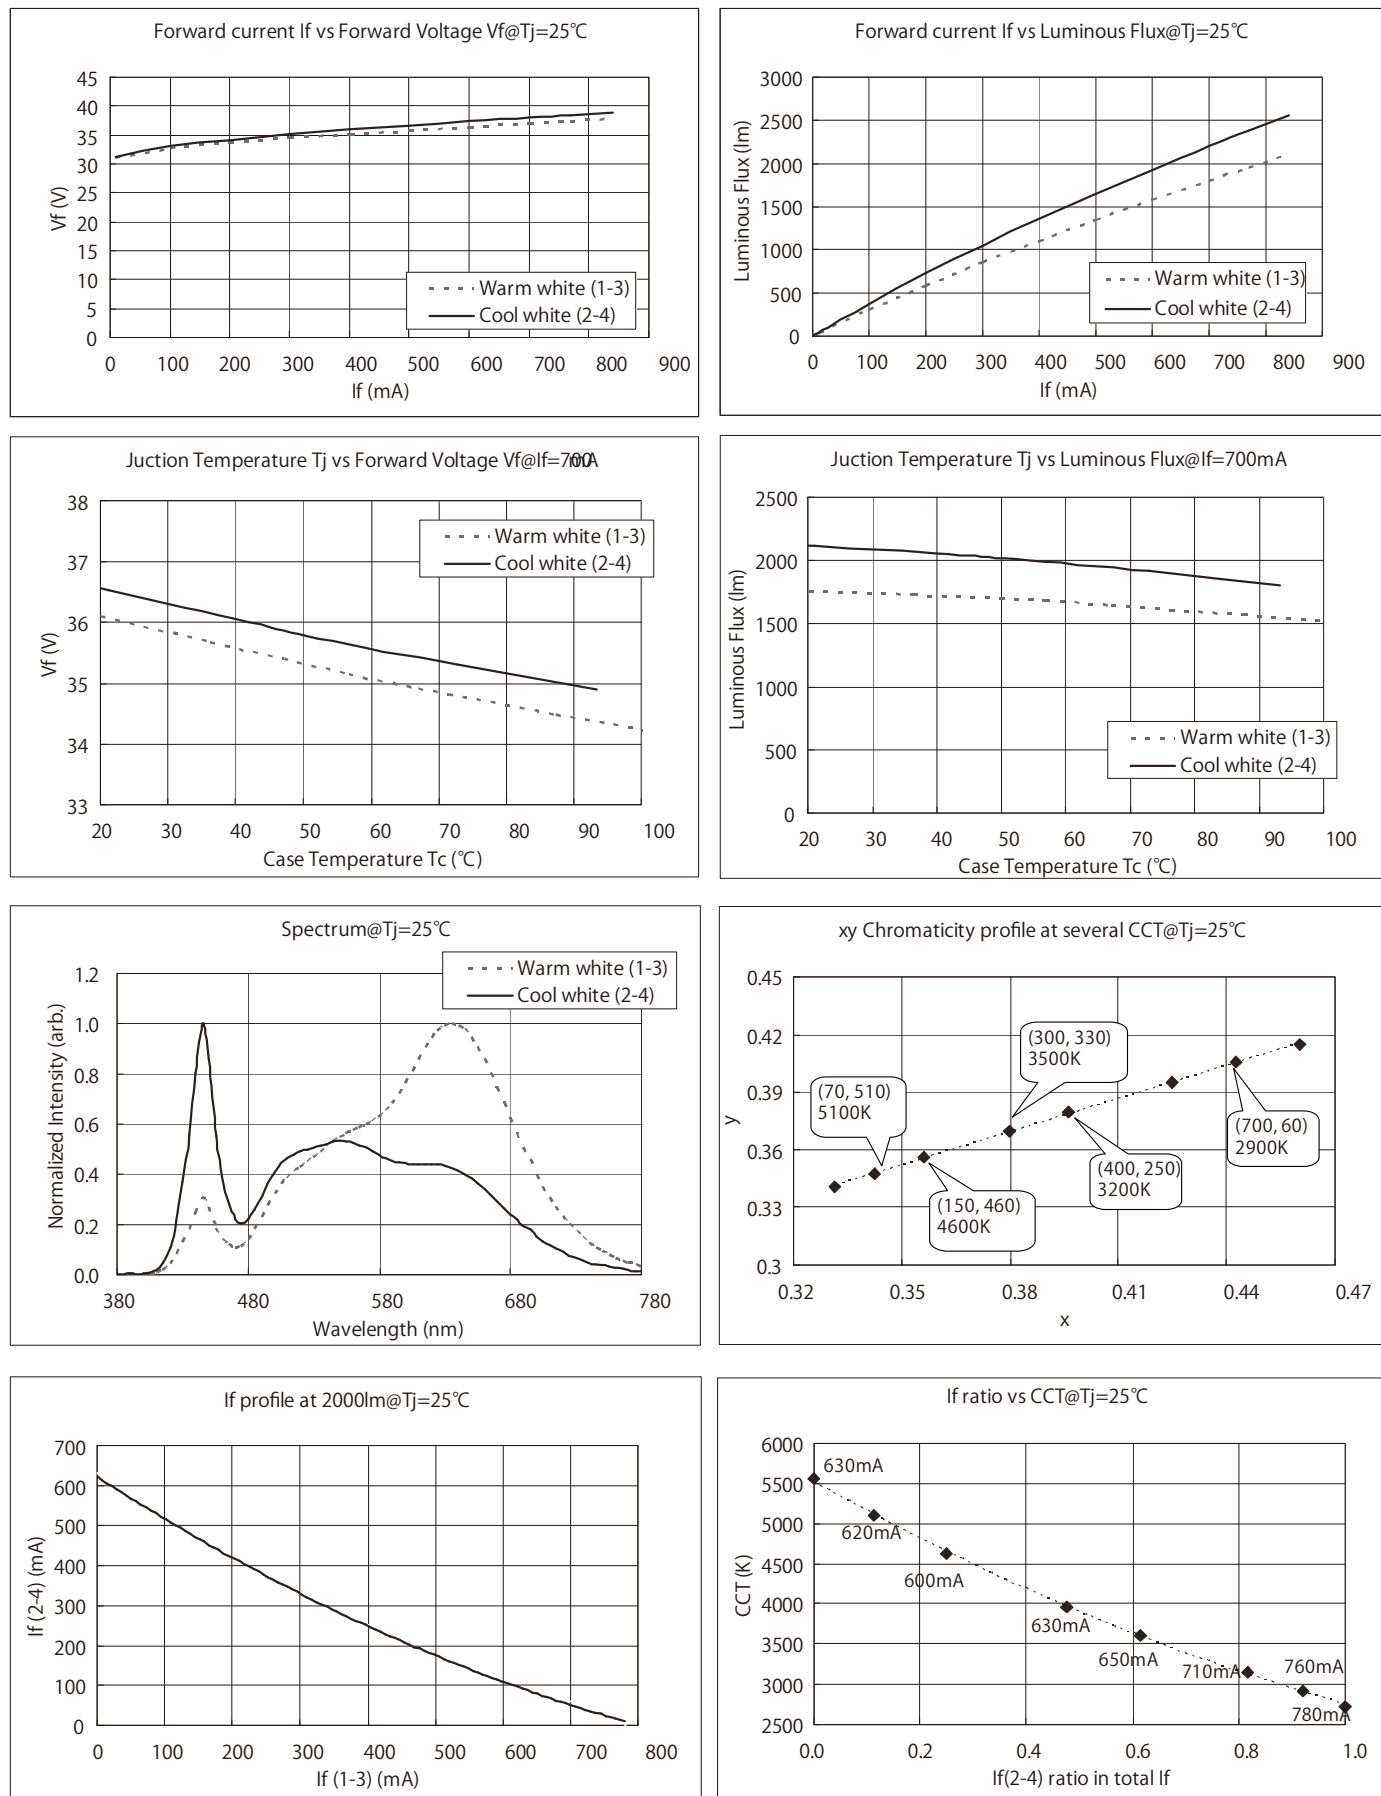 Forward current If vs Forward Voltage Vf@Tj=25℃
45
40
35
30
25
20
15
10
5
0
Vf (V)
Warm white (1-3)
Cool white (2-4)
0 100 200 300 400 500 600 700 800 900
If (mA)
Forward current If vs Luminous Flux@Tj=25℃
3000
2500
2000
1500
1000
500
0
Luminous Flux (lm)
Warm white (1-3)
Cool white (2-4)
0 100 200 300 400 500 600 700 800 900
If (mA)
Juction Temperature Tj vs Forward Voltage Vf@If=700mA
38
37
36
35
34
33
Vf (V)
Warm white (1-3)
Cool white (2-4)
20 30 40 50 60 70 80 90 100
Case Temperature Tc (℃)
Juction Temperature Tj vs Luminous Flux@If=700mA
2500
2000
1500
1000
500
0
Luminous Flux (lm)
Warm white (1-3)
Cool white (2-4)
20 30 40 50 60 70 80 90 100
Case Temperature Tc (℃)
Spectrum@Tj=25℃
Warm white (1-3)
Cool white (2-4)
1.2
1.0
0.8
0.6
0.4
0.2
0.0
Normalized Intensity (arb.)
380 480 580 680 780
Wavelength (nm)
xy Chromaticity profile at several CCT@Tj=25℃
0.45
0.42
0.39
0.36
0.33
0.3
y
(300, 330)
3500K
(70, 510)
5100K
(700, 60)
2900K
(400, 250)
3200K
(150, 460)
4600K
0.32 0.35 0.38 0.41 0.44 0.47
x
If profile at 2000lm@Tj=25℃
700
600
500
400
300
200
100
0
If (2-4) (mA)
0 100 200 300 400 500 600 700 800
If (1-3) (mA)
If ratio vs CCT@Tj=25℃
6000
5500
5000
4500
4000
3500
3000
2500
CCT (K)
630mA
620mA
600mA
630mA
650mA
710mA
760mA
780mA
0.0 0.2 0.4 0.6 0.8 1.0
If(2-4) ratio in total If